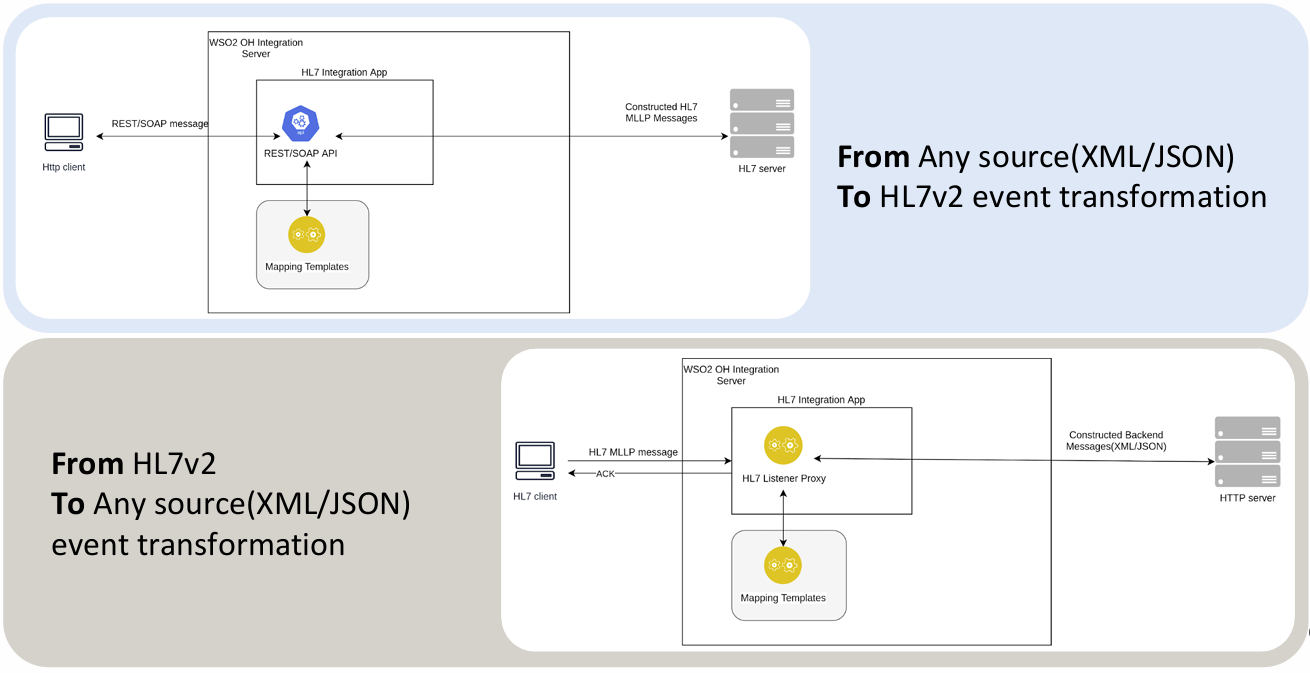 WSO2 OH Integration
Server
HL7 Integration App
REST/SOAP message
api
REST/SOAP API
Http client
Mapping Templates
Constructed HL7
MLLP Messages
HL7 server
From Any source(XML/JSON)
To HL7v2 event transformation
From HL7v2
To Any source(XML/JSON)
event transformation
WSO2 OH Integration
Server
HL7 Integration App
HL7 MLLP message
ACK
HL7 client
HL7 Listener Proxy
Mapping Templates
Constructed Backend
Messages(XML/JSON)
HTTP server